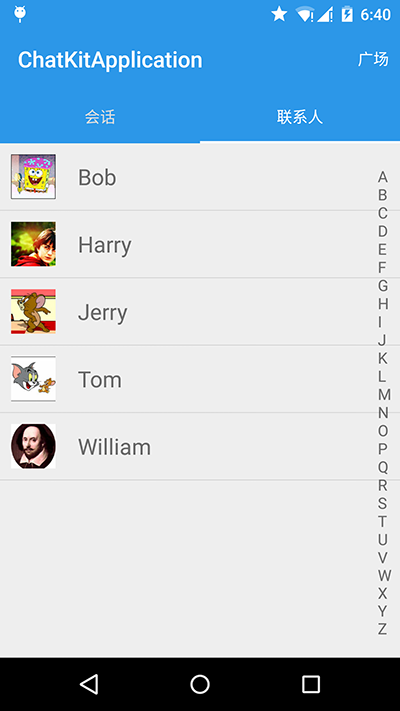 6:40
ChatKitApplication 广场
会话 联系人
Bob
Harry
Jerry
Tom
William
A
B
C
D
E
F
G
H
I
J
K
L
M
N
O
P
Q
R
S
T
U
V
W
X
Y
Z